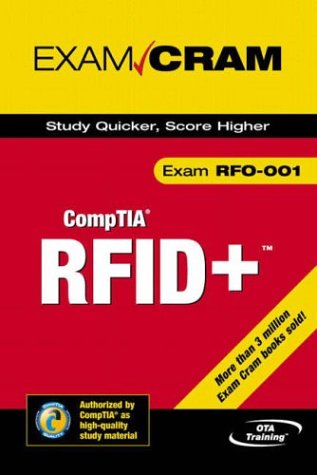 EXAM CRAM
Study Quicker, Score Higher
Exam RFO-001
CompTIA®
RFID+™
More than 3 million
Exam Cram books sold!
Authorized by
CompTIA® as
high-quality
study material
OTA
Training™